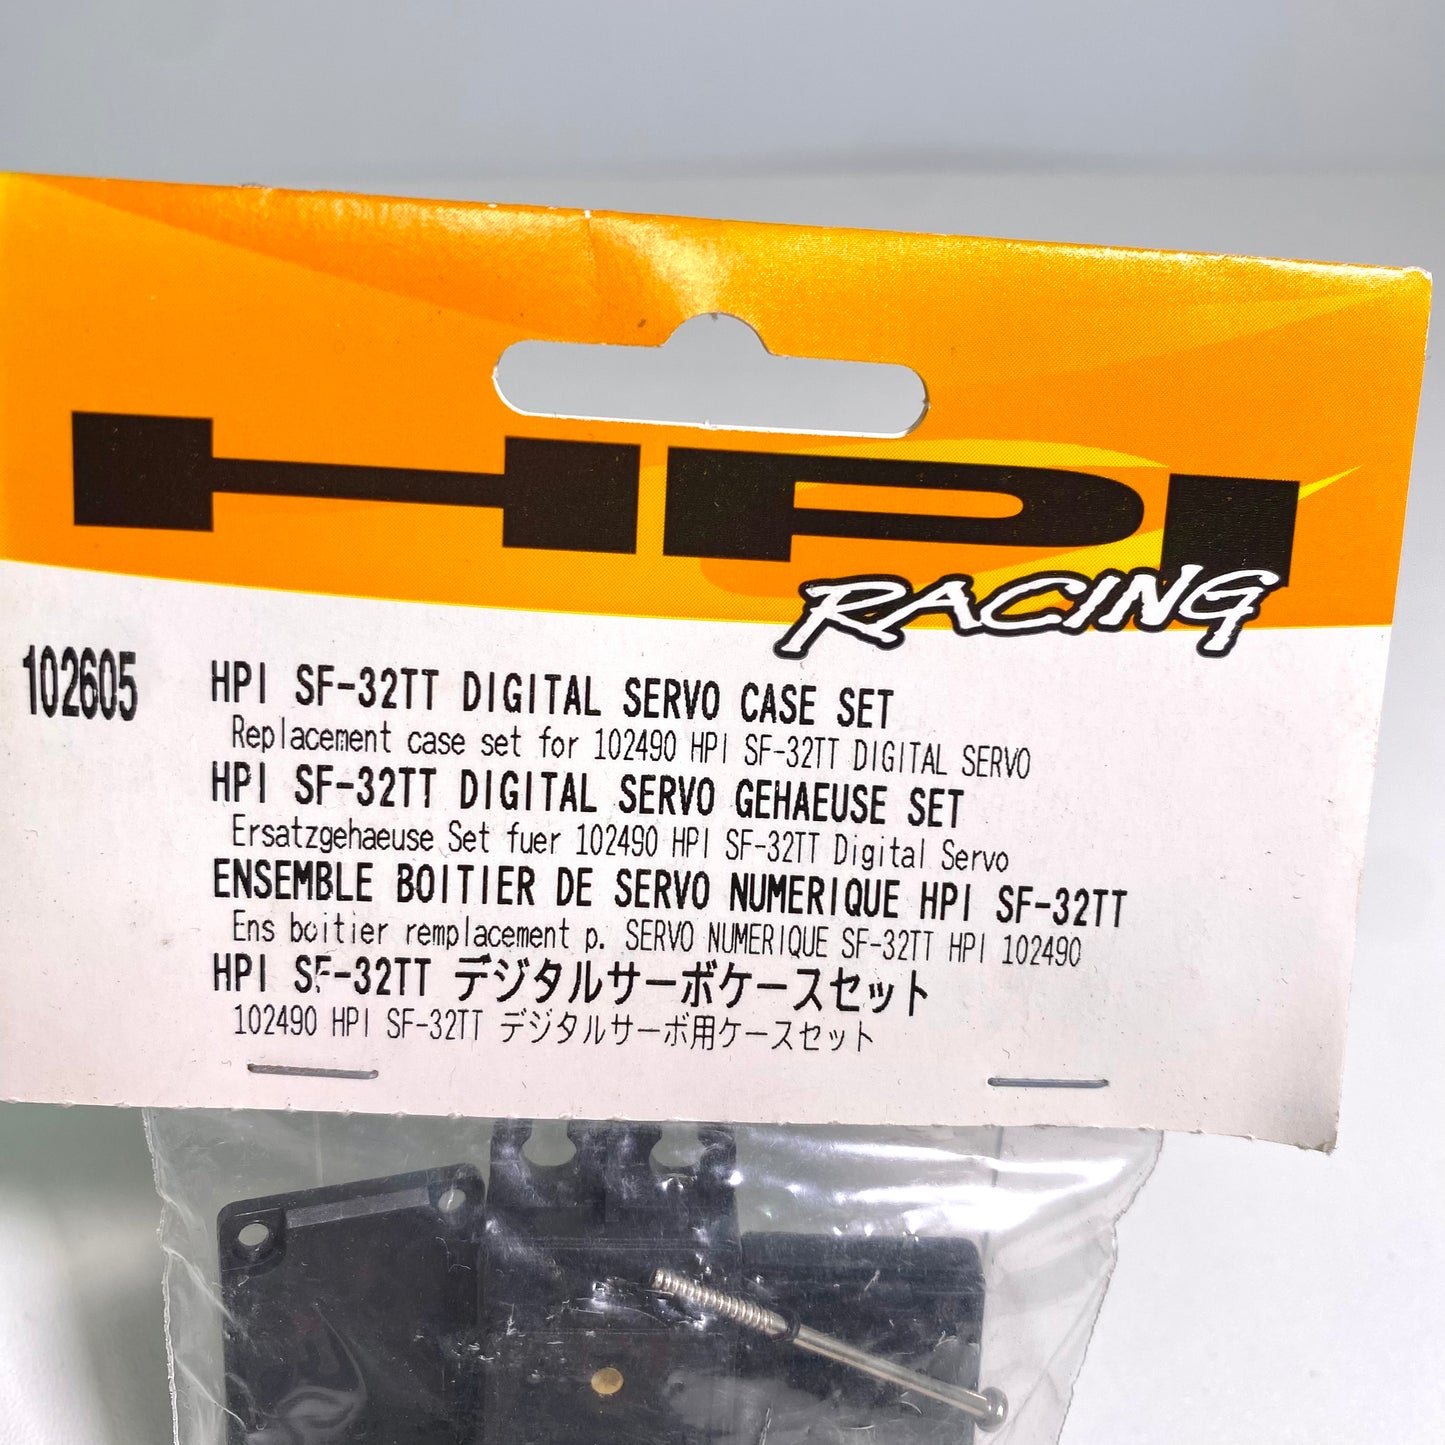 HPI
RACING
102605
HPI SF-32TT DIGITAL SERVO CASE SET
Replacement case set for 102490 HPI SF-32TT DIGITAL SERVO
HPI SF-32TT DIGITAL SERVO GEHAEUSE SET
Ersatzgehaeuse Set fuer 102490 HPI SF-32TT Digital Servo
ENSEMBLE BOITIER DE SERVO NUMERIQUE HPI SF-32TT
Ens boitier remplacement p. SERVO NUMERIQUE SF-32TT HPI 102490
HPI SF-32TT デジタルサーボケースセット
102490 HPI SF-32TT デジタルサーボ用ケースセット